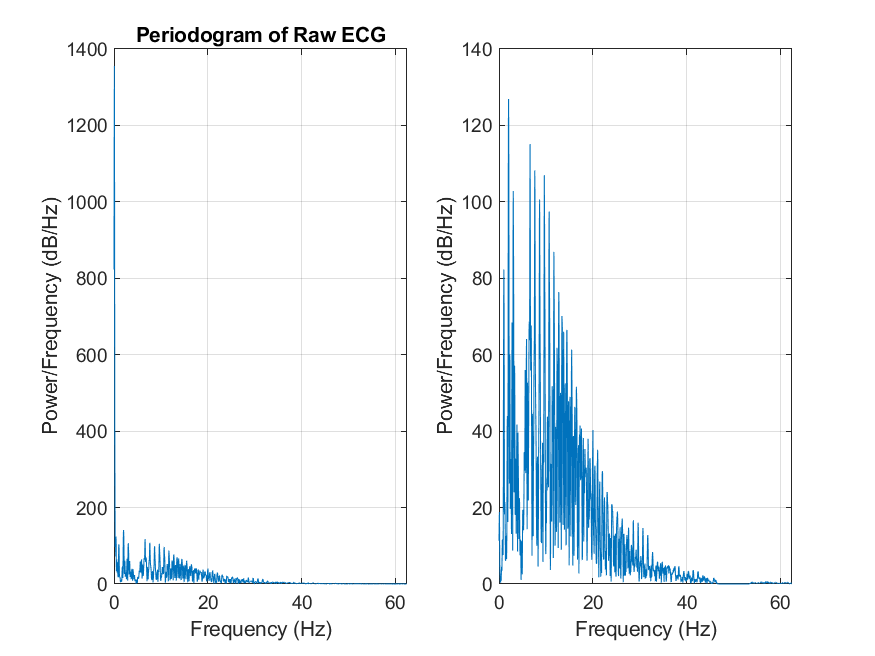 Periodogram of Raw ECG
1400
1200
1000
800
600
400
200
0
Power/Frequency (dB/Hz)
0 20 40 60
Frequency (Hz)
140
120
100
80
60
40
20
0
Power/Frequency (dB/Hz)
0 20 40 60
Frequency (Hz)